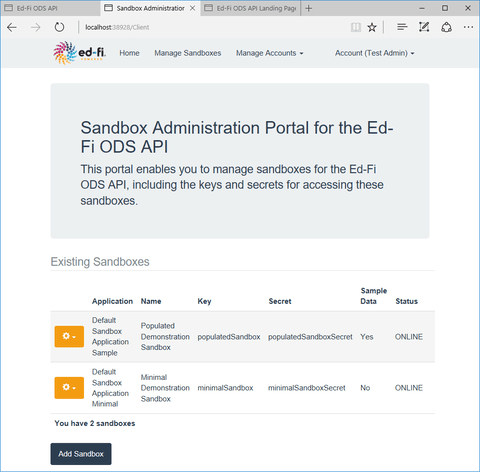 Ed-Fi ODS API
Sandbox Administration
Ed-Fi ODS API Landing Page
localhost:38928/Client
ed-fi
POWERED
Home
Manage Sandboxes
Manage Accounts
Account (Test Admin)
Sandbox Administration Portal for the Ed-
Fi ODS API
This portal enables you to manage sandboxes for the Ed-Fi
ODS API, including the keys and secrets for accessing these
sandboxes.
Existing Sandboxes
Application Name Key Secret Sample Data Status
Default Sandbox Application Sample Populated Demonstration Sandbox populatedSandbox populatedSandboxSecret Yes ONLINE
Default Sandbox Application Minimal Minimal Demonstration Sandbox minimalSandbox minimalSandboxSecret No ONLINE
You have 2 sandboxes
Add Sandbox